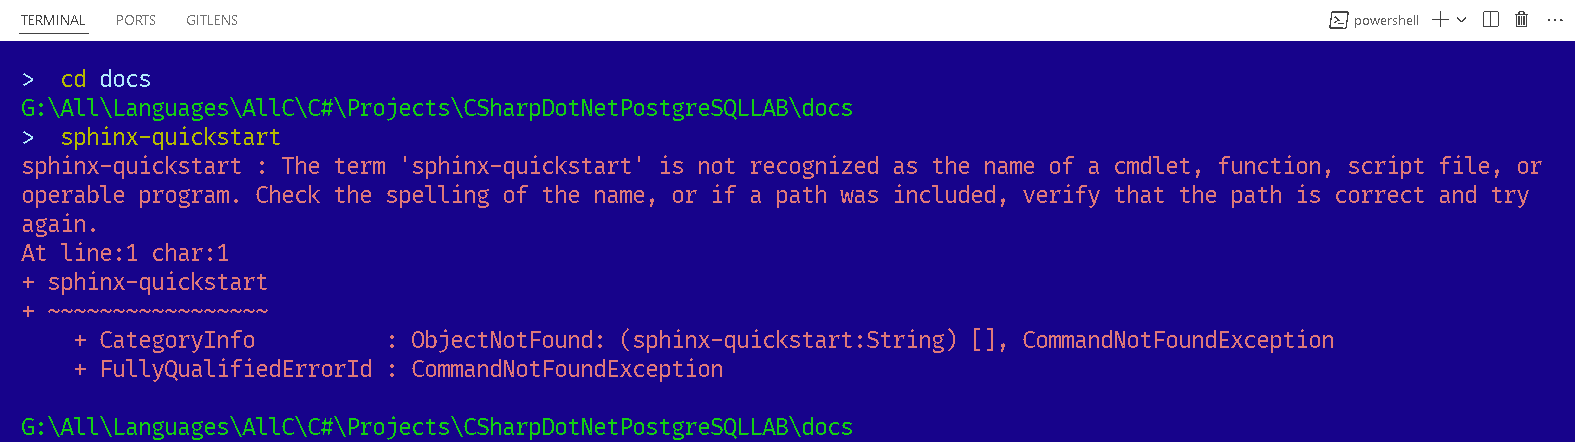 TERMINAL PORTS GITLENS powershell
> cd docs
G:\All\Languages\AllC\C#\Projects\CSharpDotNetPostgreSQLLAB\docs
> sphinx-quickstart
sphinx-quickstart : The term 'sphinx-quickstart' is not recognized as the name of a cmdlet, function, script file, or
operable program. Check the spelling of the name, or if a path was included, verify that the path is correct and try
again.
At line:1 char:1
+ sphinx-quickstart
+ ~~~~~~~~~~~~~~~~~
    + CategoryInfo          : ObjectNotFound: (sphinx-quickstart:String) [], CommandNotFoundException
    + FullyQualifiedErrorId : CommandNotFoundException
G:\All\Languages\AllC\C#\Projects\CSharpDotNetPostgreSQLLAB\docs